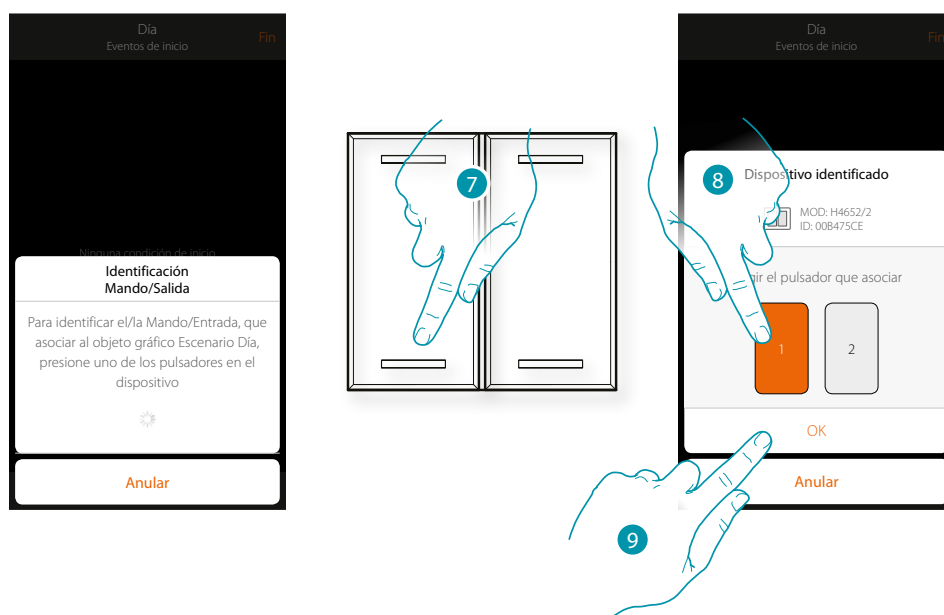 Día
Eventos de inicio
Fin
Ninguna condición de inicio
Identificación
Mando/Salida
Para identificar el/la Mando/Entrada, que
asociar al objeto gráfico Escenario Día,
presione uno de los pulsadores en el
dispositivo
Anular
7
Día
Eventos de inicio
Fin
8
Dispositivo identificado
MOD: H4652/2
ID: 00B475CE
gir el pulsador que asociar
1
2
OK
Anular
9